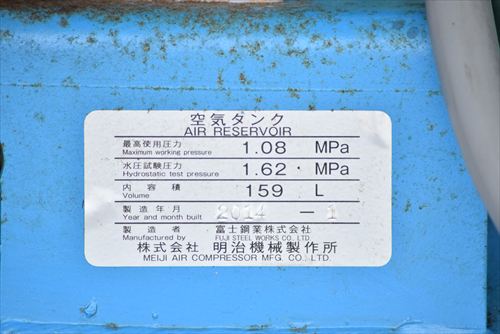 空気タンク
AIR RESERVOIR
最高使用圧力 1.08 MPa
Maximum working pressure
水圧試験圧力 1.62 MPa
Hydrostatic test pressure
内容積 159 L
Volume
製造年月 2014 - 1
Year and month built
製造者 富士鋼業株式会社
Manufactured by FUJI STEEL WORKS CO., LTD.
株式会社 明治機械製作所
MEIJI AIR COMPRESSOR MFG. CO., LTD.